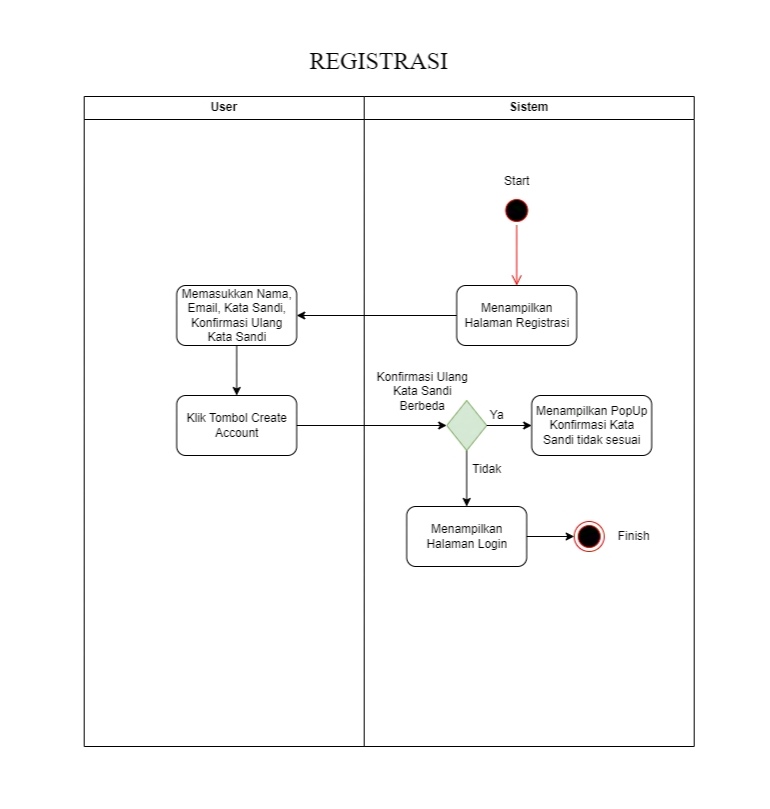 REGISTRASI
User
Sistem
Start
Memasukkan Nama,
Email, Kata Sandi,
Konfirmasi Ulang
Kata Sandi
Menampilkan
Halaman Registrasi
Klik Tombol Create
Account
Konfirmasi Ulang
Kata Sandi
Berbeda
Ya
Menampilkan PopUp
Konfirmasi Kata
Sandi tidak sesuai
Tidak
Menampilkan
Halaman Login
Finish